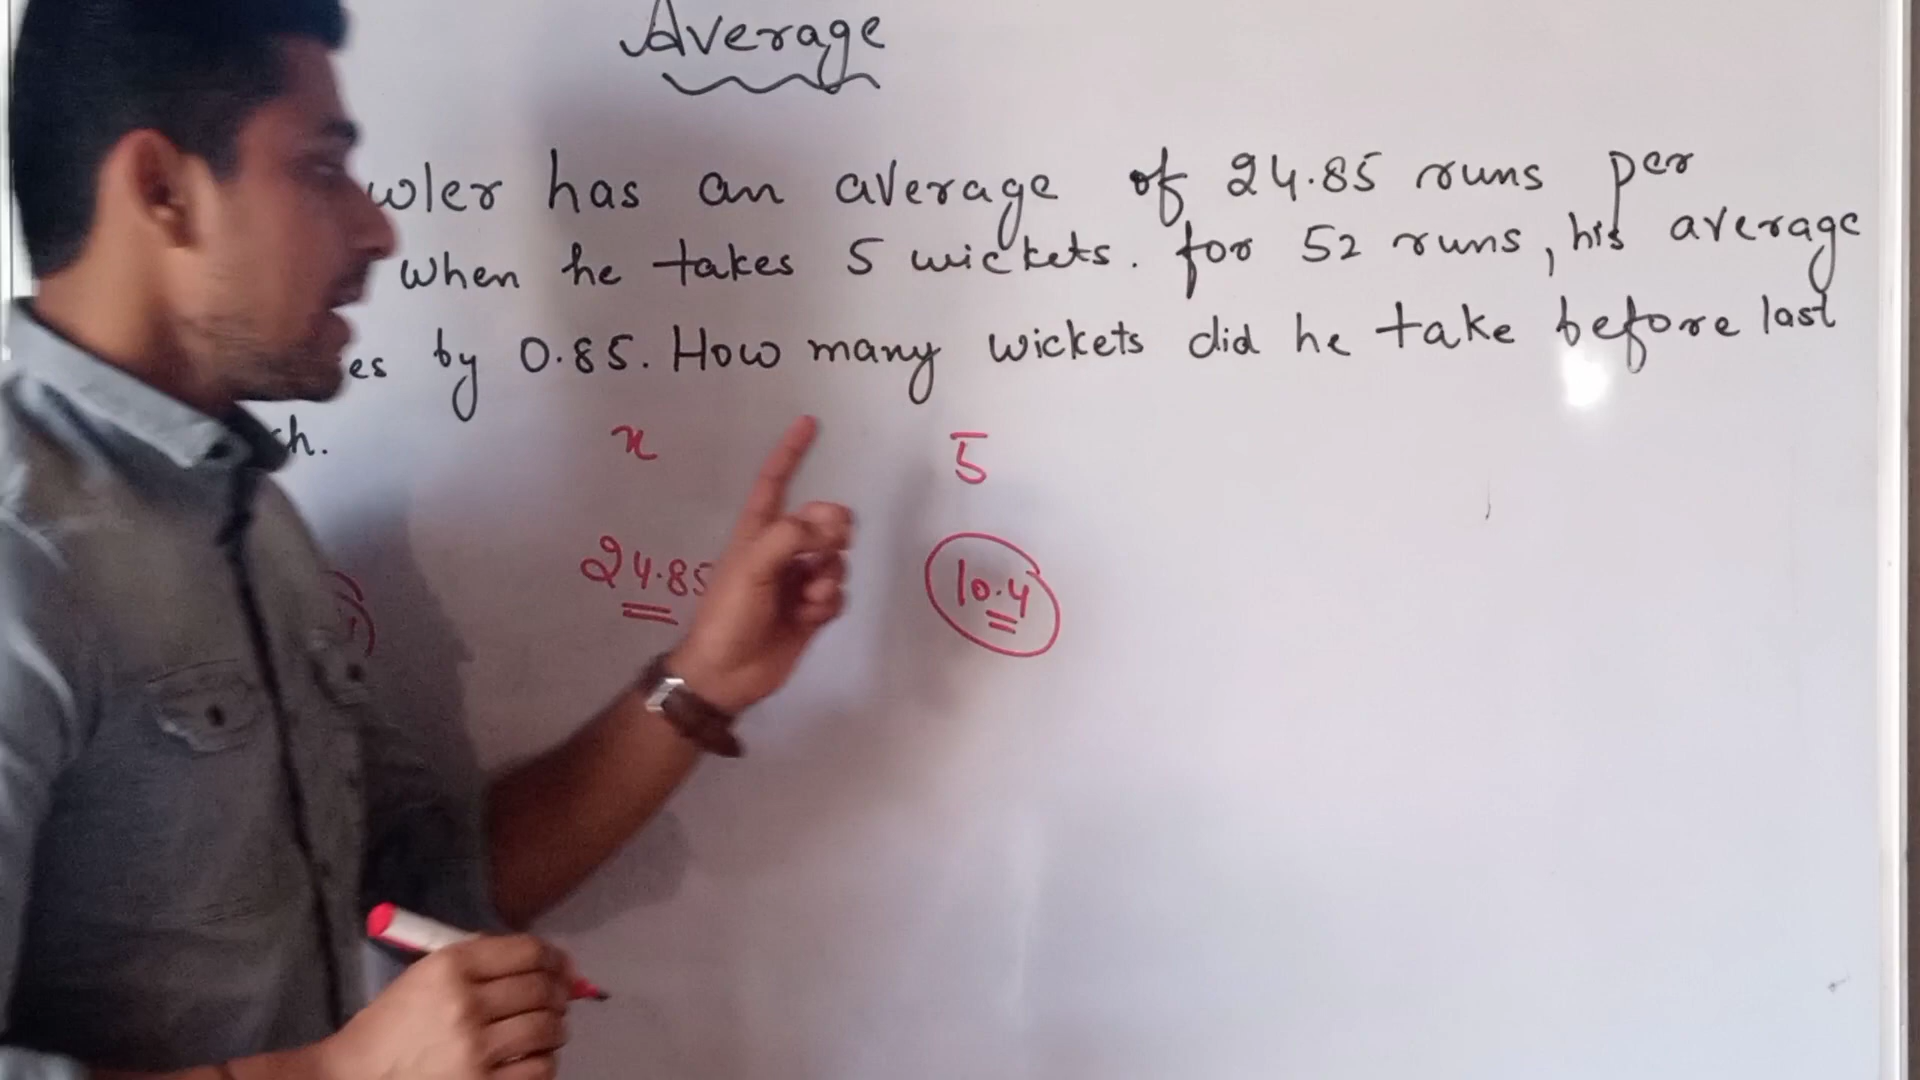 Average
wler has an average of 24.85 runs per
When he takes 5 wickets. for 52 runs, his average
es by 0.85. How many wickets did he take before last
ch.
x 5
24.85 10.4